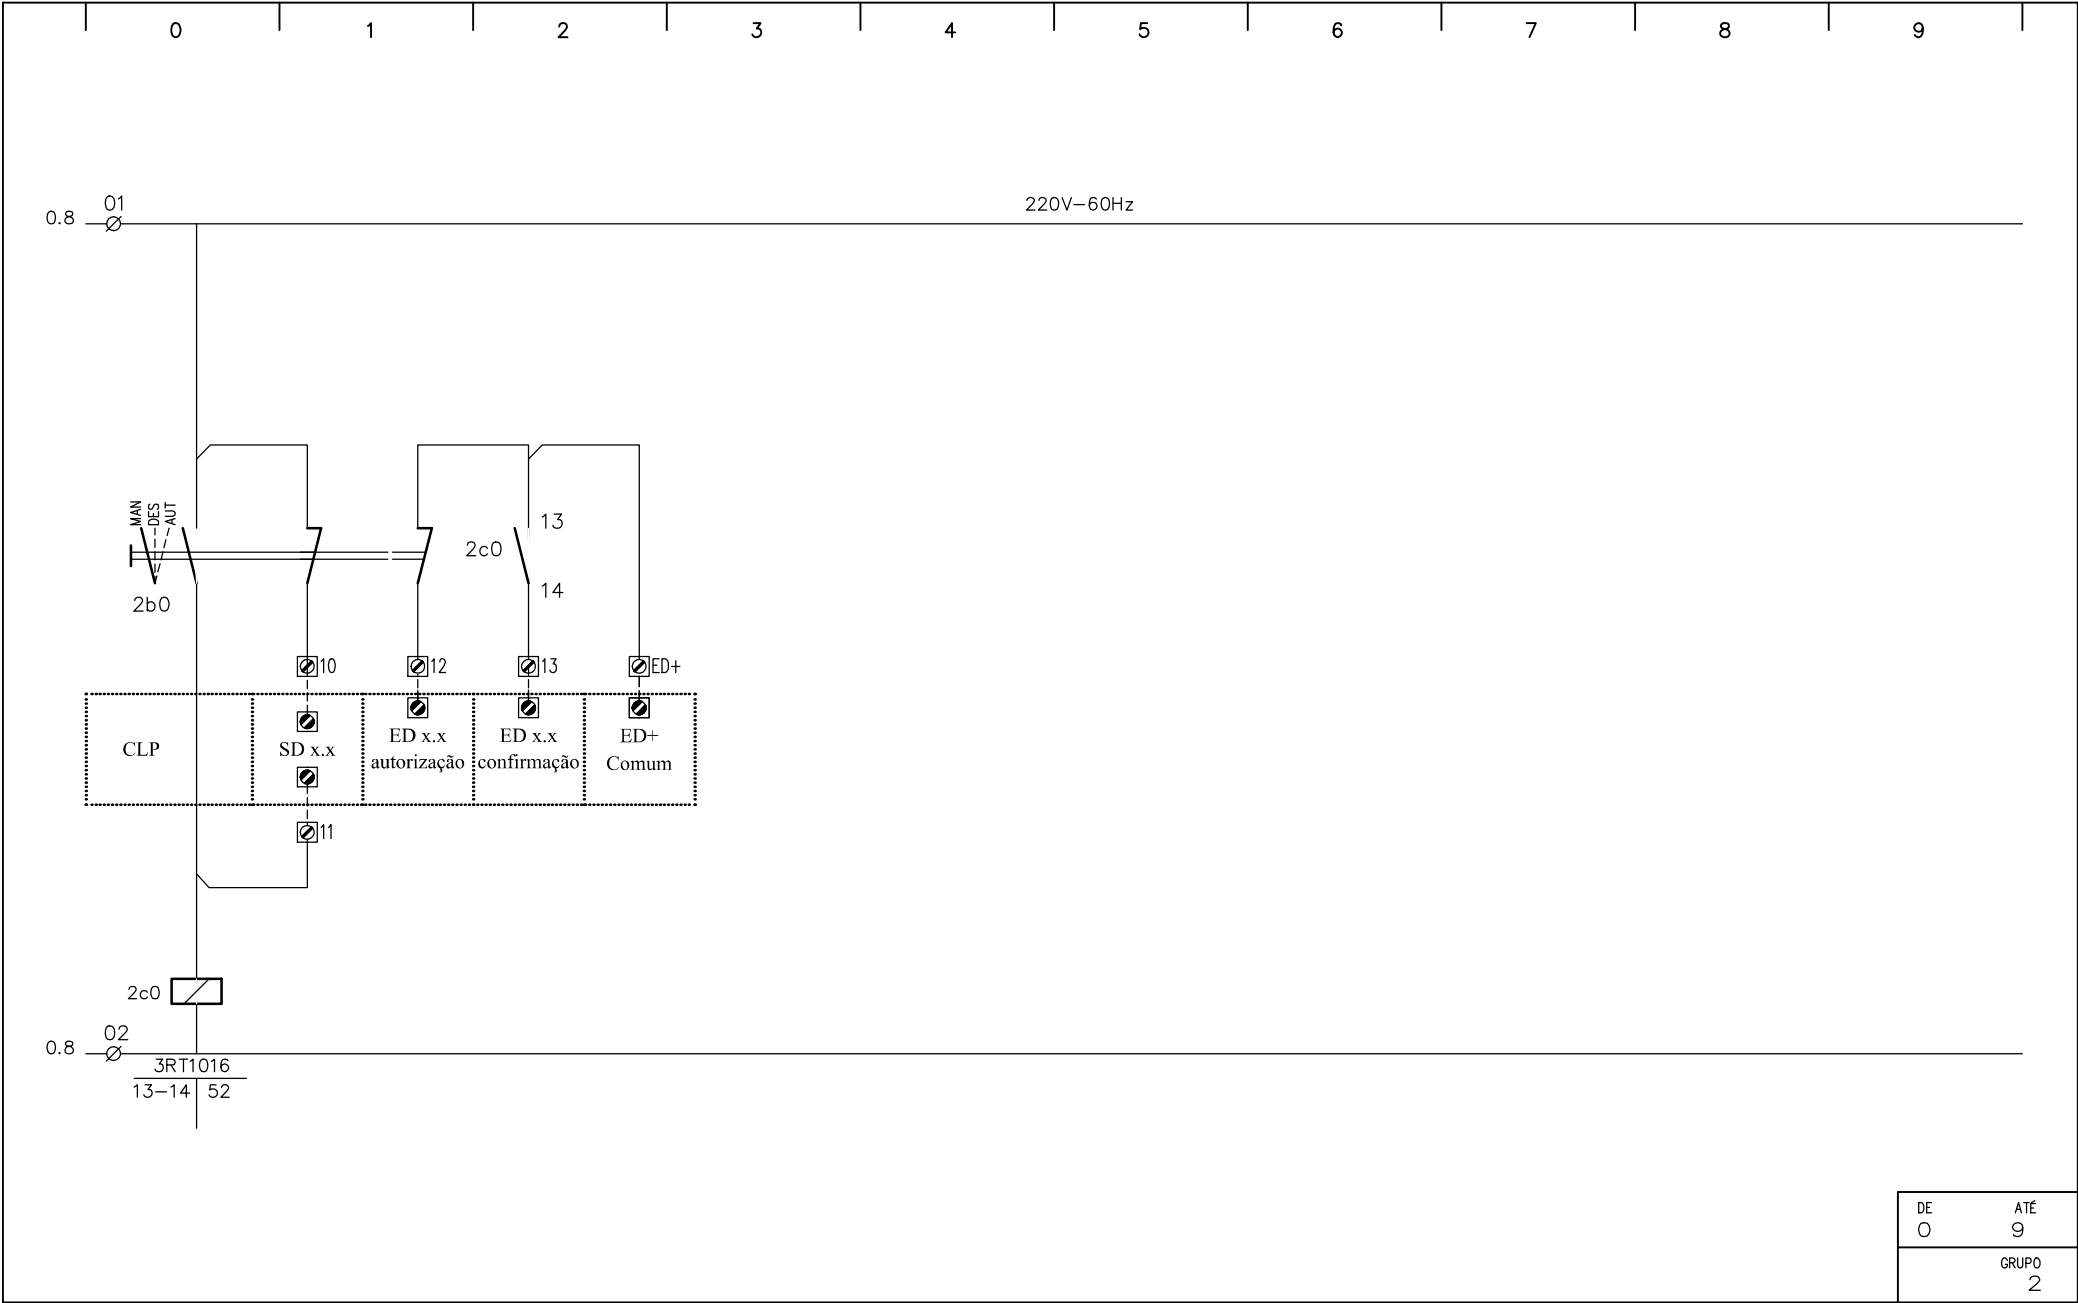 0 1 2 3 4 5 6 7 8 9
01
220V-60Hz
0.8
MAN
DES
AUT
13
2c0
14
2b0
10 12 13 ED+
CLP
SD x.x
ED x.x
autorização
ED x.x
confirmação
ED+
Comum
11
2c0
02
0.8
3RT1016
13-14 52
DE ATÉ
0 9
GRUPO
2